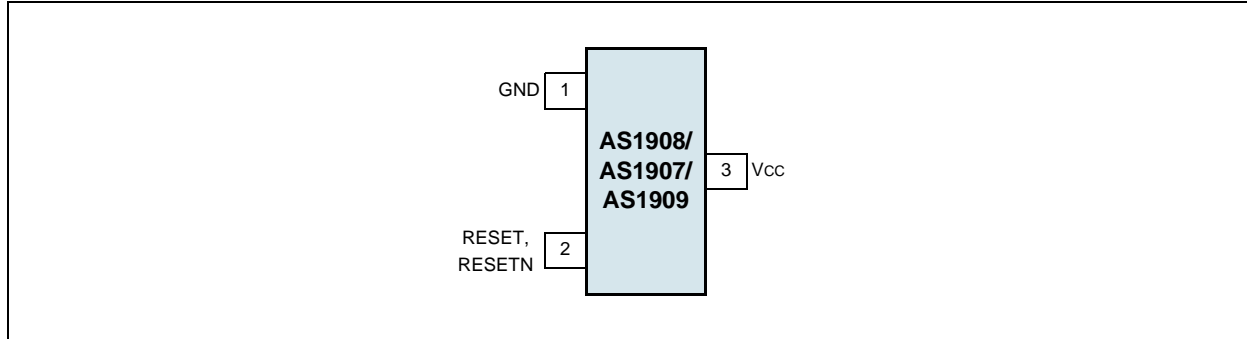 GND 1
AS1908/
AS1907/
AS1909
3 VCC
RESET,
RESETN
2